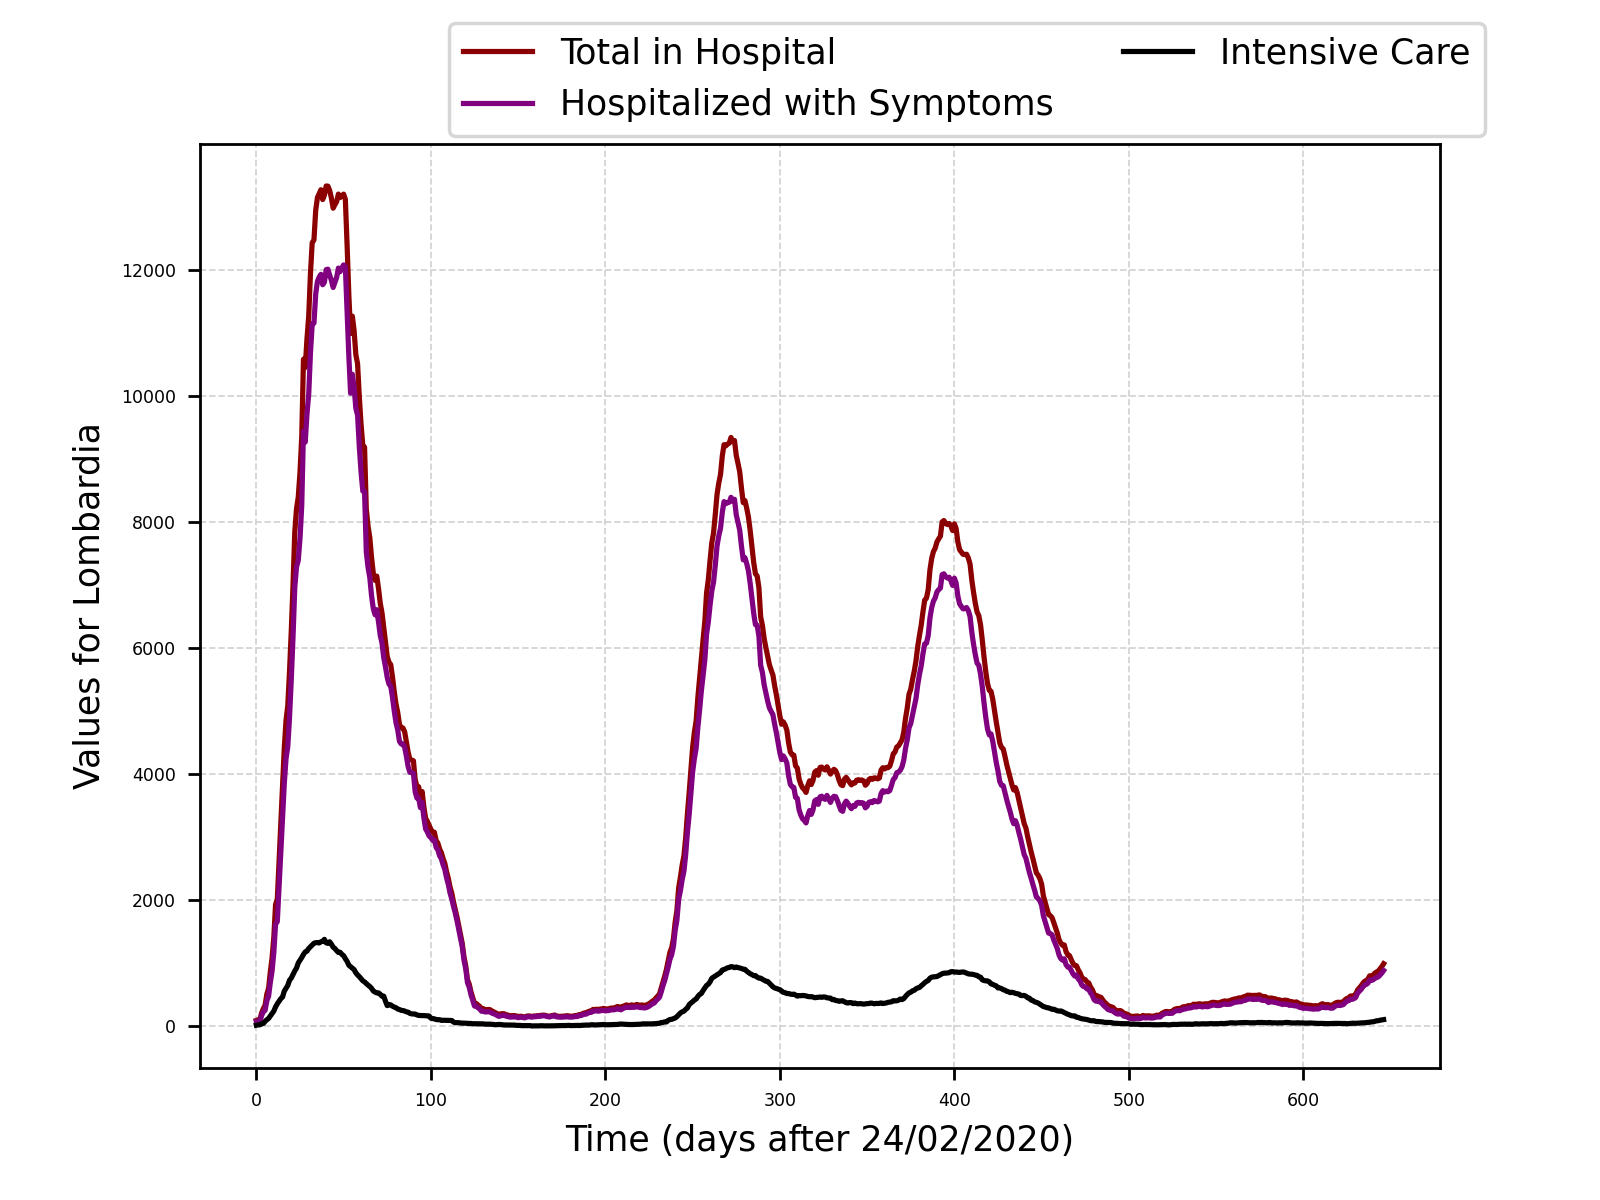 Total in Hospital
Hospitalized with Symptoms
Intensive Care
Values for Lombardia
12000
10000
8000
6000
4000
2000
0
0 100 200 300 400 500 600
Time (days after 24/02/2020)